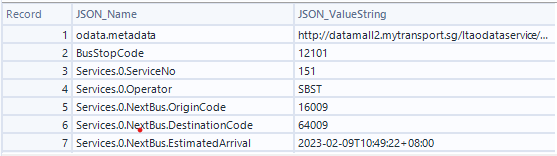 Record JSON_Name JSON_ValueString
1 odata.metadata http://datamall2.mytransport.sg/ltaodataservice/...
2 BusStopCode 12101
3 Services.0.ServiceNo 151
4 Services.0.Operator SBST
5 Services.0.NextBus.OriginCode 16009
6 Services.0.NextBus.DestinationCode 64009
7 Services.0.NextBus.EstimatedArrival 2023-02-09T10:49:22+08:00